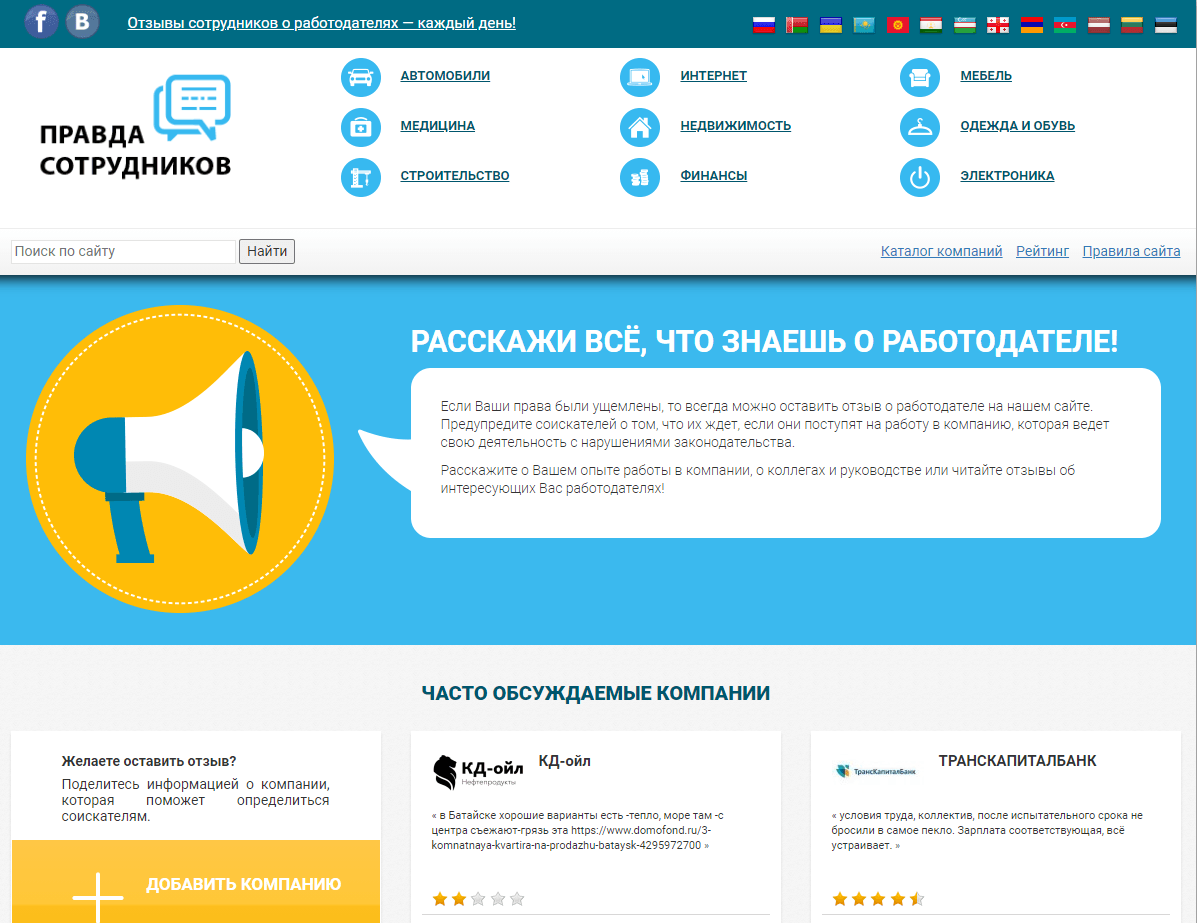 f
B
Отзывы сотрудников о работодателях — каждый день!
ПРАВДА
СОТРУДНИКОВ
АВТОМОБИЛИ
ИНТЕРНЕТ
МЕБЕЛЬ
МЕДИЦИНА
НЕДВИЖИМОСТЬ
ОДЕЖДА И ОБУВЬ
СТРОИТЕЛЬСТВО
ФИНАНСЫ
ЭЛЕКТРОНИКА
Поиск по сайту
Найти
Каталог компаний
Рейтинг
Правила сайта
РАССКАЖИ ВСЁ, ЧТО ЗНАЕШЬ О РАБОТОДАТЕЛЕ!
Если Ваши права были ущемлены, то всегда можно оставить отзыв о работодателе на нашем сайте.
Предупредите соискателей о том, что их ждет, если они поступят на работу в компанию, которая ведет
свою деятельность с нарушениями законодательства.
Расскажите о Вашем опыте работы в компании, о коллегах и руководстве или читайте отзывы об
интересующих Вас работодателях!
ЧАСТО ОБСУЖДАЕМЫЕ КОМПАНИИ
Желаете оставить отзыв?
Поделитесь информацией о компании,
которая поможет определиться
соискателям.
ДОБАВИТЬ КОМПАНИЮ
КД-ойл
Нефтепродукты
КД-ойл
« в Батайске хорошие варианты есть -тепло, море там -с
центра съежают-грязь эта https://www.domofond.ru/3-
komnatnaya-kvartira-na-prodazhu-bataysk-4295972700 »
ТрансКапиталБанк
ТРАНСКАПИТАЛБАНК
« условия труда, коллектив, после испытательного срока не
бросили в самое пекло. Зарплата соответствующая, всё
устраивает. »